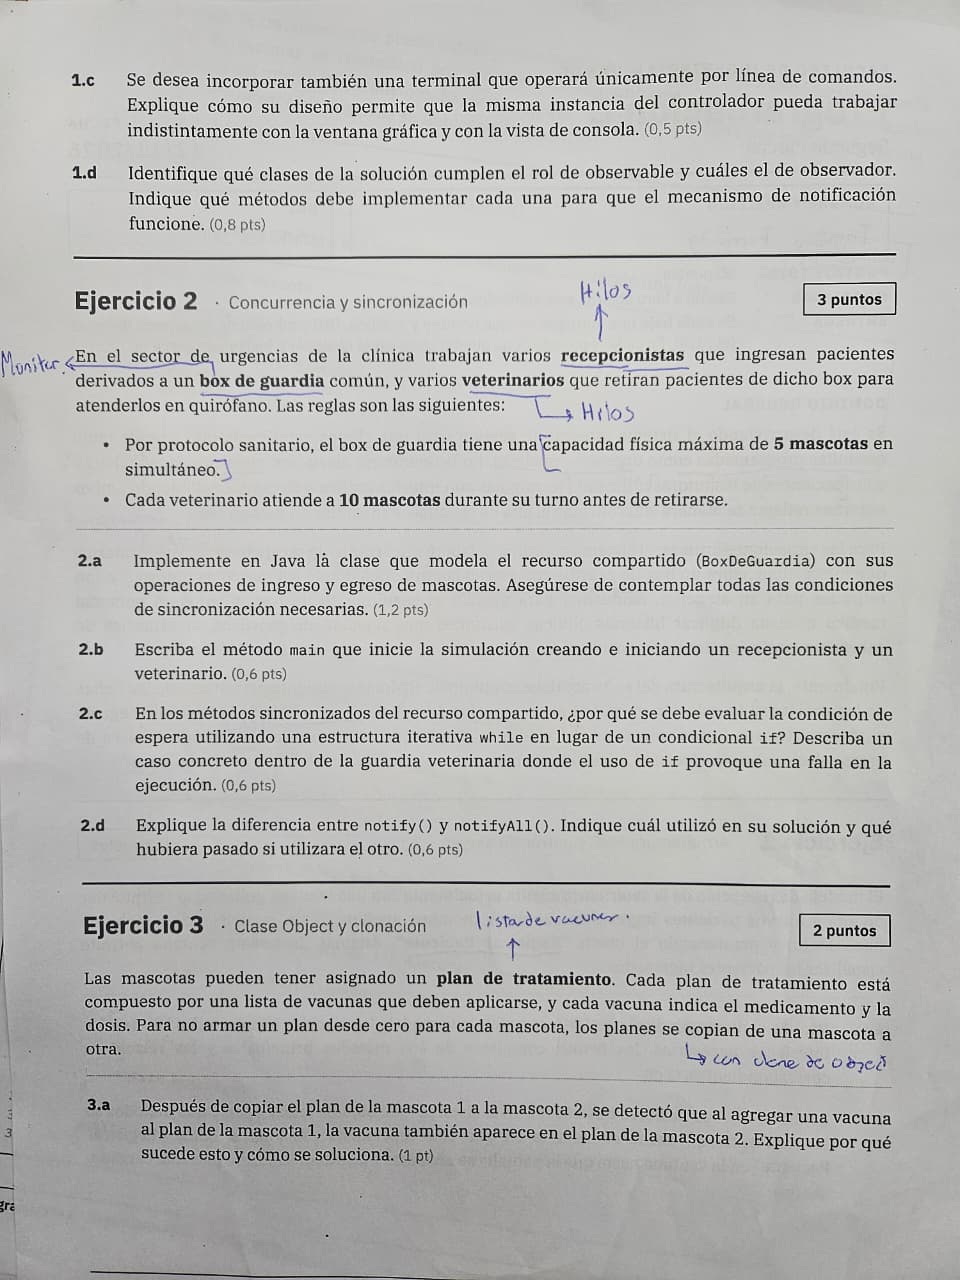 1.c Se desea incorporar también una terminal que operará únicamente por línea de comandos.
Explique cómo su diseño permite que la misma instancia del controlador pueda trabajar
indistintamente con la ventana gráfica y con la vista de consola. (0,5 pts)
1.d Identifique qué clases de la solución cumplen el rol de observable y cuáles el de observador.
Indique qué métodos debe implementar cada una para que el mecanismo de notificación
funcione. (0,8 pts)
Hilos
Ejercicio 2 · Concurrencia y sincronización
3 puntos
Monitor
En el sector de urgencias de la clínica trabajan varios recepcionistas que ingresan pacientes
derivados a un box de guardia común, y varios veterinarios que retiran pacientes de dicho box para
atenderlos en quirófano. Las reglas son las siguientes:
Hilos
• Por protocolo sanitario, el box de guardia tiene una capacidad física máxima de 5 mascotas en
simultáneo.
• Cada veterinario atiende a 10 mascotas durante su turno antes de retirarse.
2.a Implemente en Java la clase que modela el recurso compartido (BoxDeGuardia) con sus
operaciones de ingreso y egreso de mascotas. Asegúrese de contemplar todas las condiciones
de sincronización necesarias. (1,2 pts)
2.b Escriba el método main que inicie la simulación creando e iniciando un recepcionista y un
veterinario. (0,6 pts)
2.c En los métodos sincronizados del recurso compartido, ¿por qué se debe evaluar la condición de
espera utilizando una estructura iterativa while en lugar de un condicional if? Describa un
caso concreto dentro de la guardia veterinaria donde el uso de if provoque una falla en la
ejecución. (0,6 pts)
2.d Explique la diferencia entre notify() y notifyAll(). Indique cuál utilizó en su solución y qué
hubiera pasado si utilizara el otro. (0,6 pts)
lista de vacunas.
Ejercicio 3 · Clase Object y clonación
2 puntos
Las mascotas pueden tener asignado un plan de tratamiento. Cada plan de tratamiento está
compuesto por una lista de vacunas que deben aplicarse, y cada vacuna indica el medicamento y la
dosis. Para no armar un plan desde cero para cada mascota, los planes se copian de una mascota a
otra.
con clone de object
3.a Después de copiar el plan de la mascota 1 a la mascota 2, se detectó que al agregar una vacuna
al plan de la mascota 1, la vacuna también aparece en el plan de la mascota 2. Explique por qué
sucede esto y cómo se soluciona. (1 pt)
3
gra